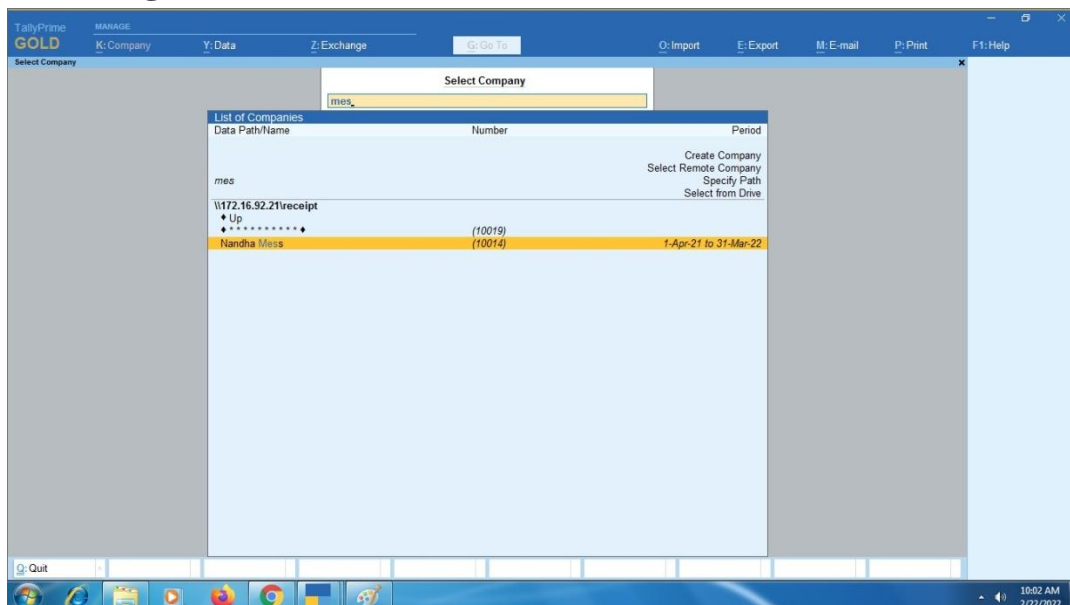 TallyPrime MANAGE
GOLD K: Company Y: Data Z: Exchange G: Go To O: Import E: Export M: E-mail P: Print F1: Help
Select Company ×
Select Company
mes
List of Companies
Data Path/Name Number Period
Create Company
Select Remote Company
mes Specify Path
Select from Drive
\\172.16.92.21\receipt
♦ Up
♦ * * * * * * * * * * ♦ (10019)
Nandha Mess (10014) 1-Apr-21 to 31-Mar-22
Q: Quit
10:02 AM
2/22/2022